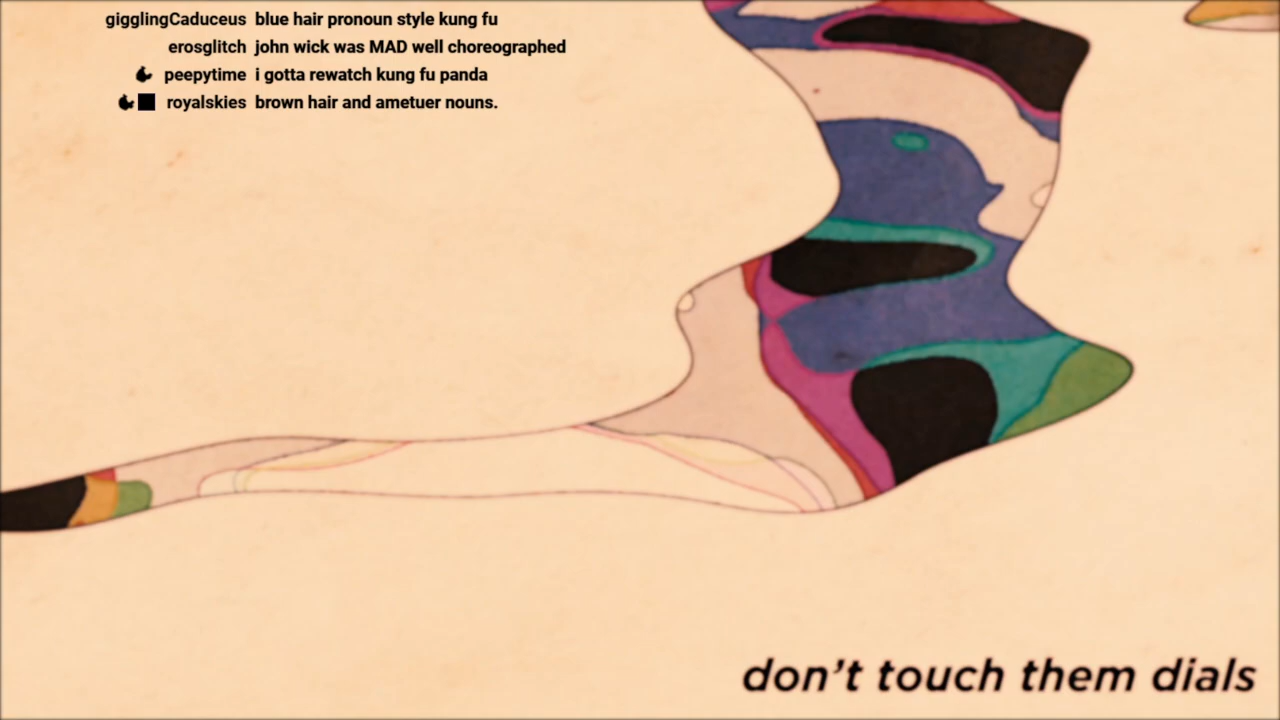 gigglingCaduceus blue hair pronoun style kung fu
erosglitch john wick was MAD well choreographed
peepytime i gotta rewatch kung fu panda
royalskies brown hair and ametuer nouns.
don't touch them dials